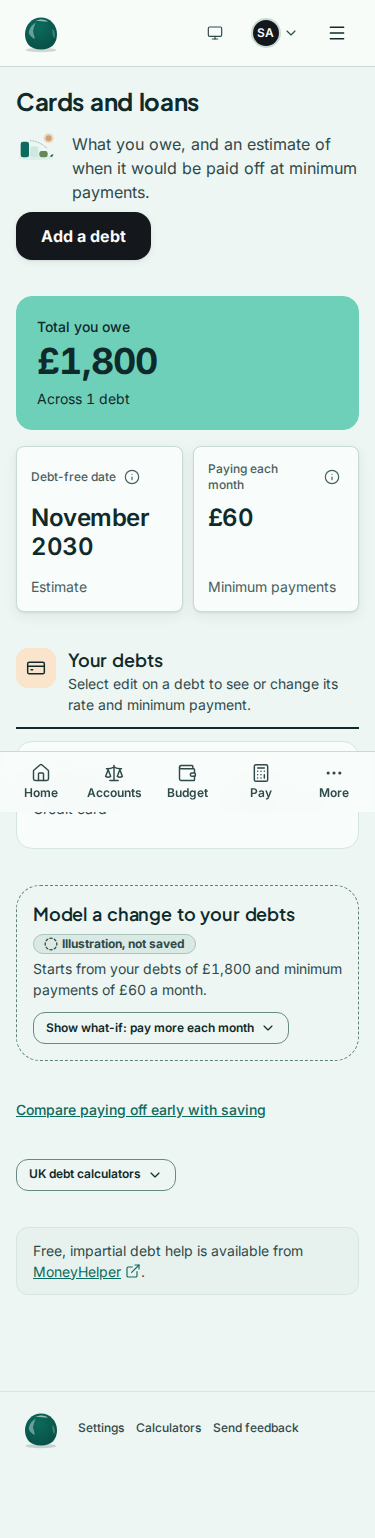 SA
Cards and loans
What you owe, and an estimate of
when it would be paid off at minimum
payments.
Add a debt
Total you owe
£1,800
Across 1 debt
Debt-free date
November
2030
Estimate
Paying each
month
£60
Minimum payments
Your debts
Select edit on a debt to see or change its
rate and minimum payment.
Home
Accounts
Budget
Pay
More
Model a change to your debts
Illustration, not saved
Starts from your debts of £1,800 and minimum
payments of £60 a month.
Show what-if: pay more each month
Compare paying off early with saving
UK debt calculators
Free, impartial debt help is available from
MoneyHelper.
Settings
Calculators
Send feedback